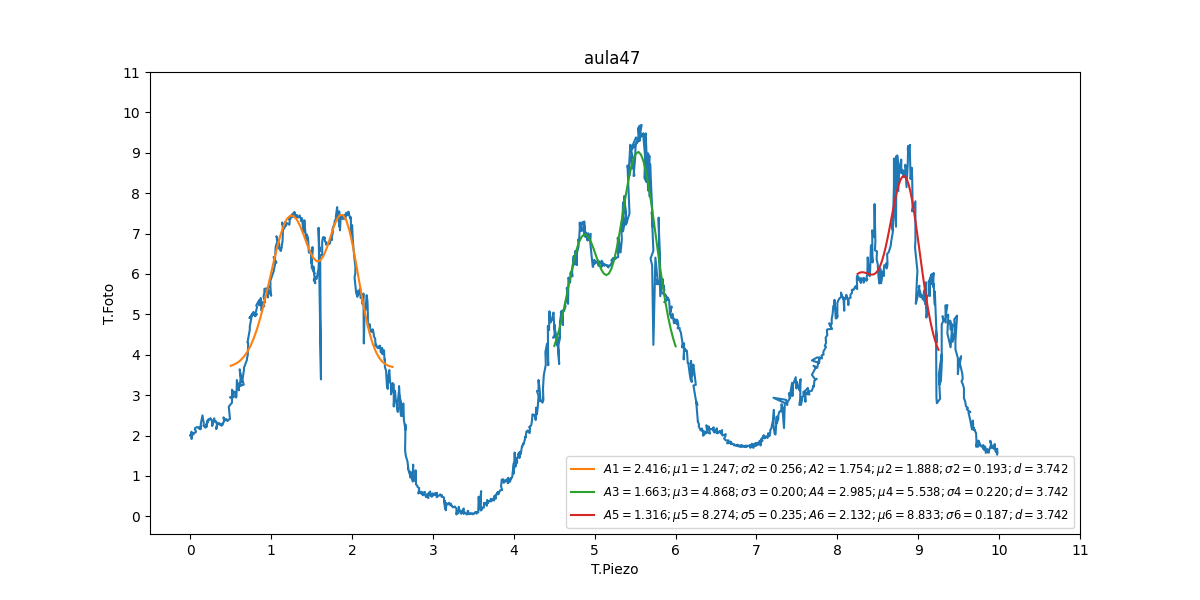 aula47
T.Foto
11
10
9
8
7
6
5
4
3
2
1
0
A1 = 2.416; μ1 = 1.247; σ2 = 0.256; A2 = 1.754; μ2 = 1.888; σ2 = 0.193; d = 3.742
A3 = 1.663; μ3 = 4.868; σ3 = 0.200; A4 = 2.985; μ4 = 5.538; σ4 = 0.220; d = 3.742
A5 = 1.316; μ5 = 8.274; σ5 = 0.235; A6 = 2.132; μ6 = 8.833; σ6 = 0.187; d = 3.742
0 1 2 3 4 5 6 7 8 9 10 11
T.Piezo